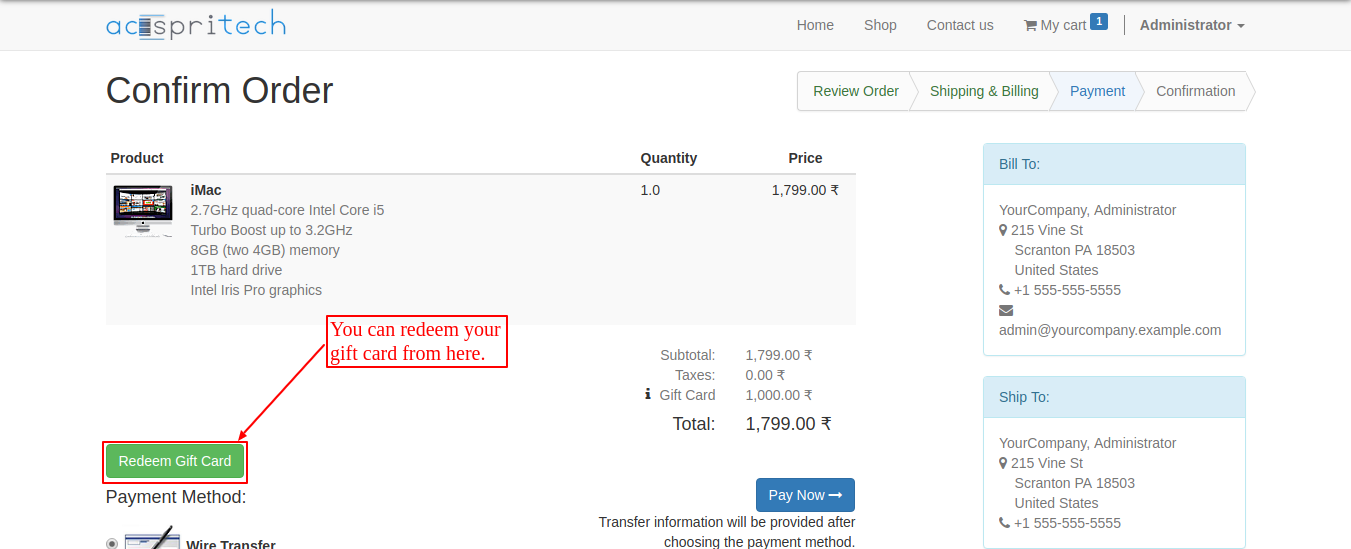 acespritech
Home Shop Contact us My cart 1 Administrator
Confirm Order
Review Order Shipping & Billing Payment Confirmation
Product Quantity Price
iMac 1.0 1,799.00 ₹
2.7GHz quad-core Intel Core i5
Turbo Boost up to 3.2GHz
8GB (two 4GB) memory
1TB hard drive
Intel Iris Pro graphics
You can redeem your
gift card from here.
Subtotal: 1,799.00 ₹
Taxes: 0.00 ₹
Gift Card 1,000.00 ₹
Total: 1,799.00 ₹
Redeem Gift Card
Payment Method:
Pay Now
Transfer information will be provided after
choosing the payment method.
Wire Transfer
Bill To:
YourCompany, Administrator
215 Vine St
Scranton PA 18503
United States
+1 555-555-5555
admin@yourcompany.example.com
Ship To:
YourCompany, Administrator
215 Vine St
Scranton PA 18503
United States
+1 555-555-5555